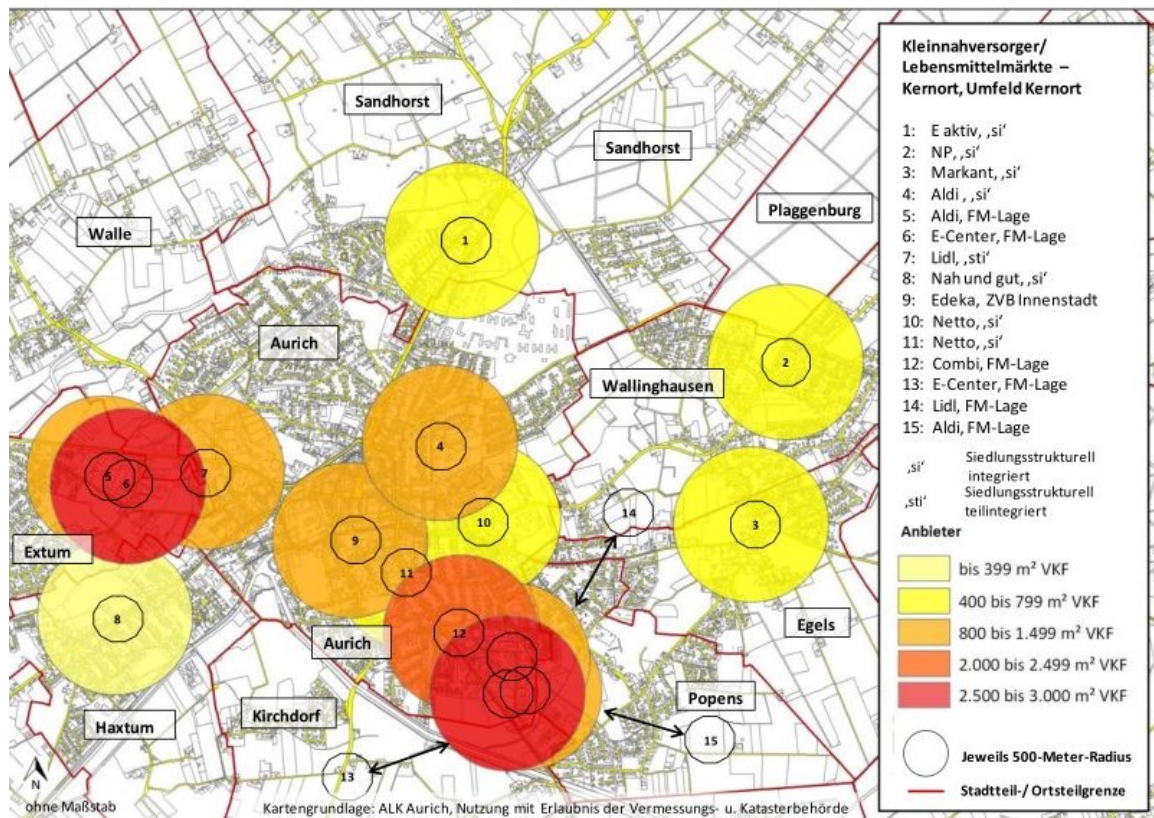 Sandhorst
Sandhorst
Plaggenburg
Walle
Aurich
Wallinghausen
Extum
Aurich
Egels
Haxtum
Kirchdorf
Popens
1
2
3
4
5
6
7
8
9
10
11
12
13
14
15
N
ohne Maßstab
Kartengrundlage: ALK Aurich, Nutzung mit Erlaubnis der Vermessungs- u. Katasterbehörde
Kleinnahversorger/
Lebensmittelmärkte –
Kernort, Umfeld Kernort
1: E aktiv, ‚si‘
2: NP, ‚si‘
3: Markant, ‚si‘
4: Aldi, ‚si‘
5: Aldi, FM-Lage
6: E-Center, FM-Lage
7: Lidl, ‚sti‘
8: Nah und gut, ‚si‘
9: Edeka, ZVB Innenstadt
10: Netto, ‚si‘
11: Netto, ‚si‘
12: Combi, FM-Lage
13: E-Center, FM-Lage
14: Lidl, FM-Lage
15: Aldi, FM-Lage
‚si‘ Siedlungsstrukturell
integriert
‚sti‘ Siedlungsstrukturell
teilintegriert
Anbieter
bis 399 m² VKF
400 bis 799 m² VKF
800 bis 1.499 m² VKF
2.000 bis 2.499 m² VKF
2.500 bis 3.000 m² VKF
Jeweils 500-Meter-Radius
Stadtteil-/ Ortsteilgrenze